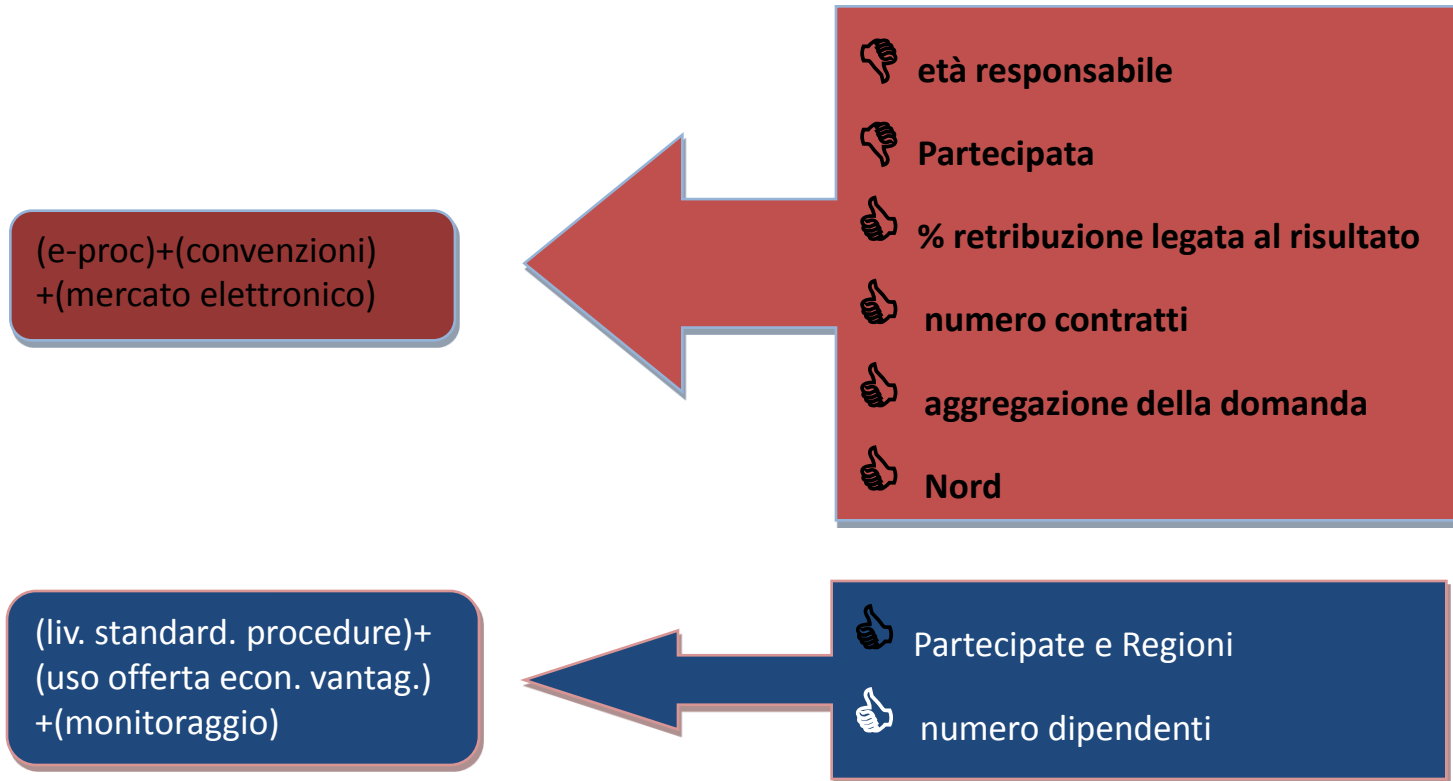 età responsabile
Partecipata
% retribuzione legata al risultato
numero contratti
aggregazione della domanda
Nord
(e-proc)+(convenzioni)
+(mercato elettronico)
(liv. standard. procedure)+
(uso offerta econ. vantag.)
+(monitoraggio)
Partecipate e Regioni
numero dipendenti